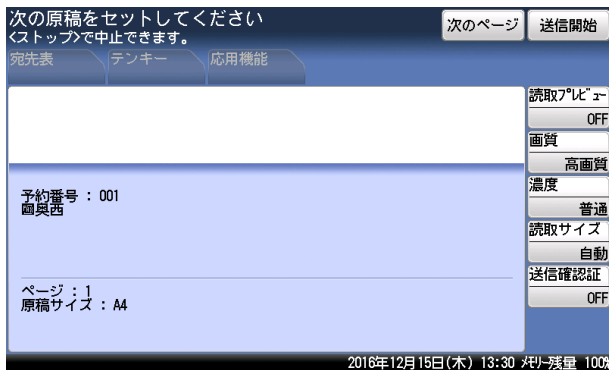 次の原稿をセットしてください
<ストップ>で中止できます。
次のページ
送信開始
宛先表
テンキー
応用機能
読取プレビュー
OFF
画質
高画質
濃度
普通
読取サイズ
自動
送信確認証
OFF
予約番号 : 001
奥西
ページ : 1
原稿サイズ : A4
2016年12月15日(木) 13:30 メモリー残量 100%